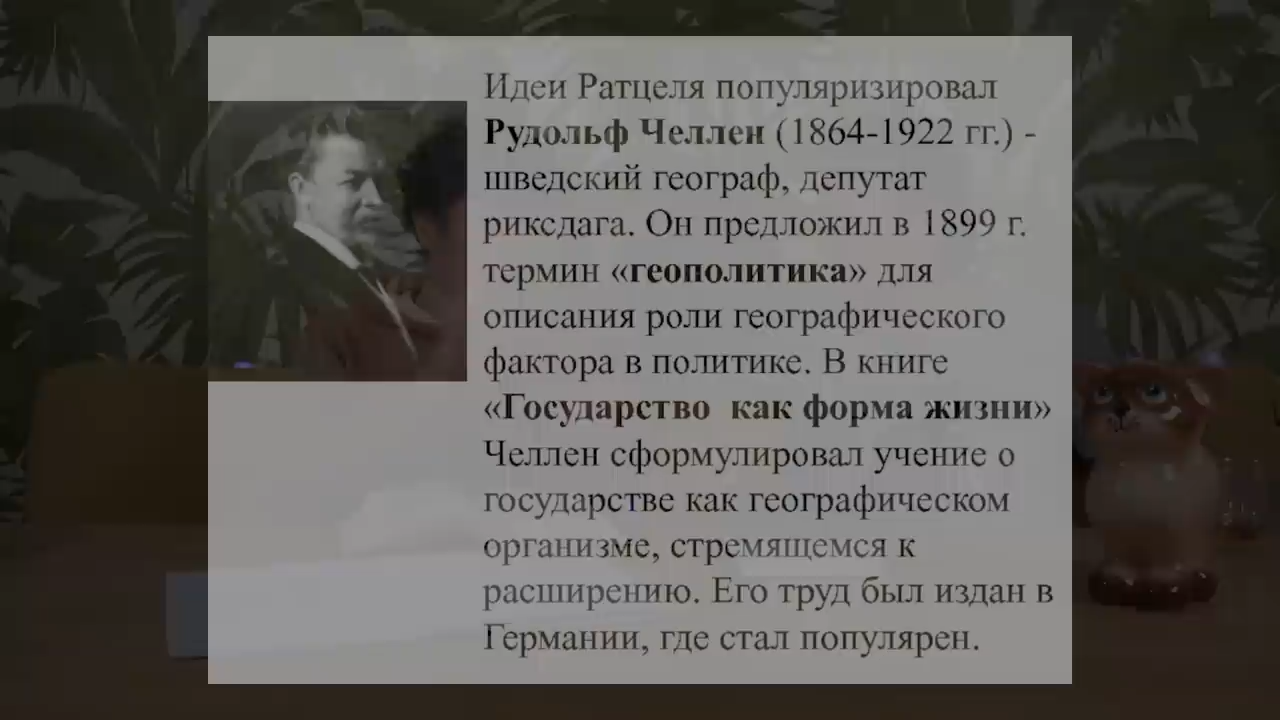 Идеи Ратцеля популяризировал
Рудольф Челлен (1864-1922 гг.) -
шведский географ, депутат
риксдага. Он предложил в 1899 г.
термин «геополитика» для
описания роли географического
фактора в политике. В книге
«Государство как форма жизни»
Челлен сформулировал учение о
государстве как географическом
организме, стремящемся к
расширению. Его труд был издан в
Германии, где стал популярен.